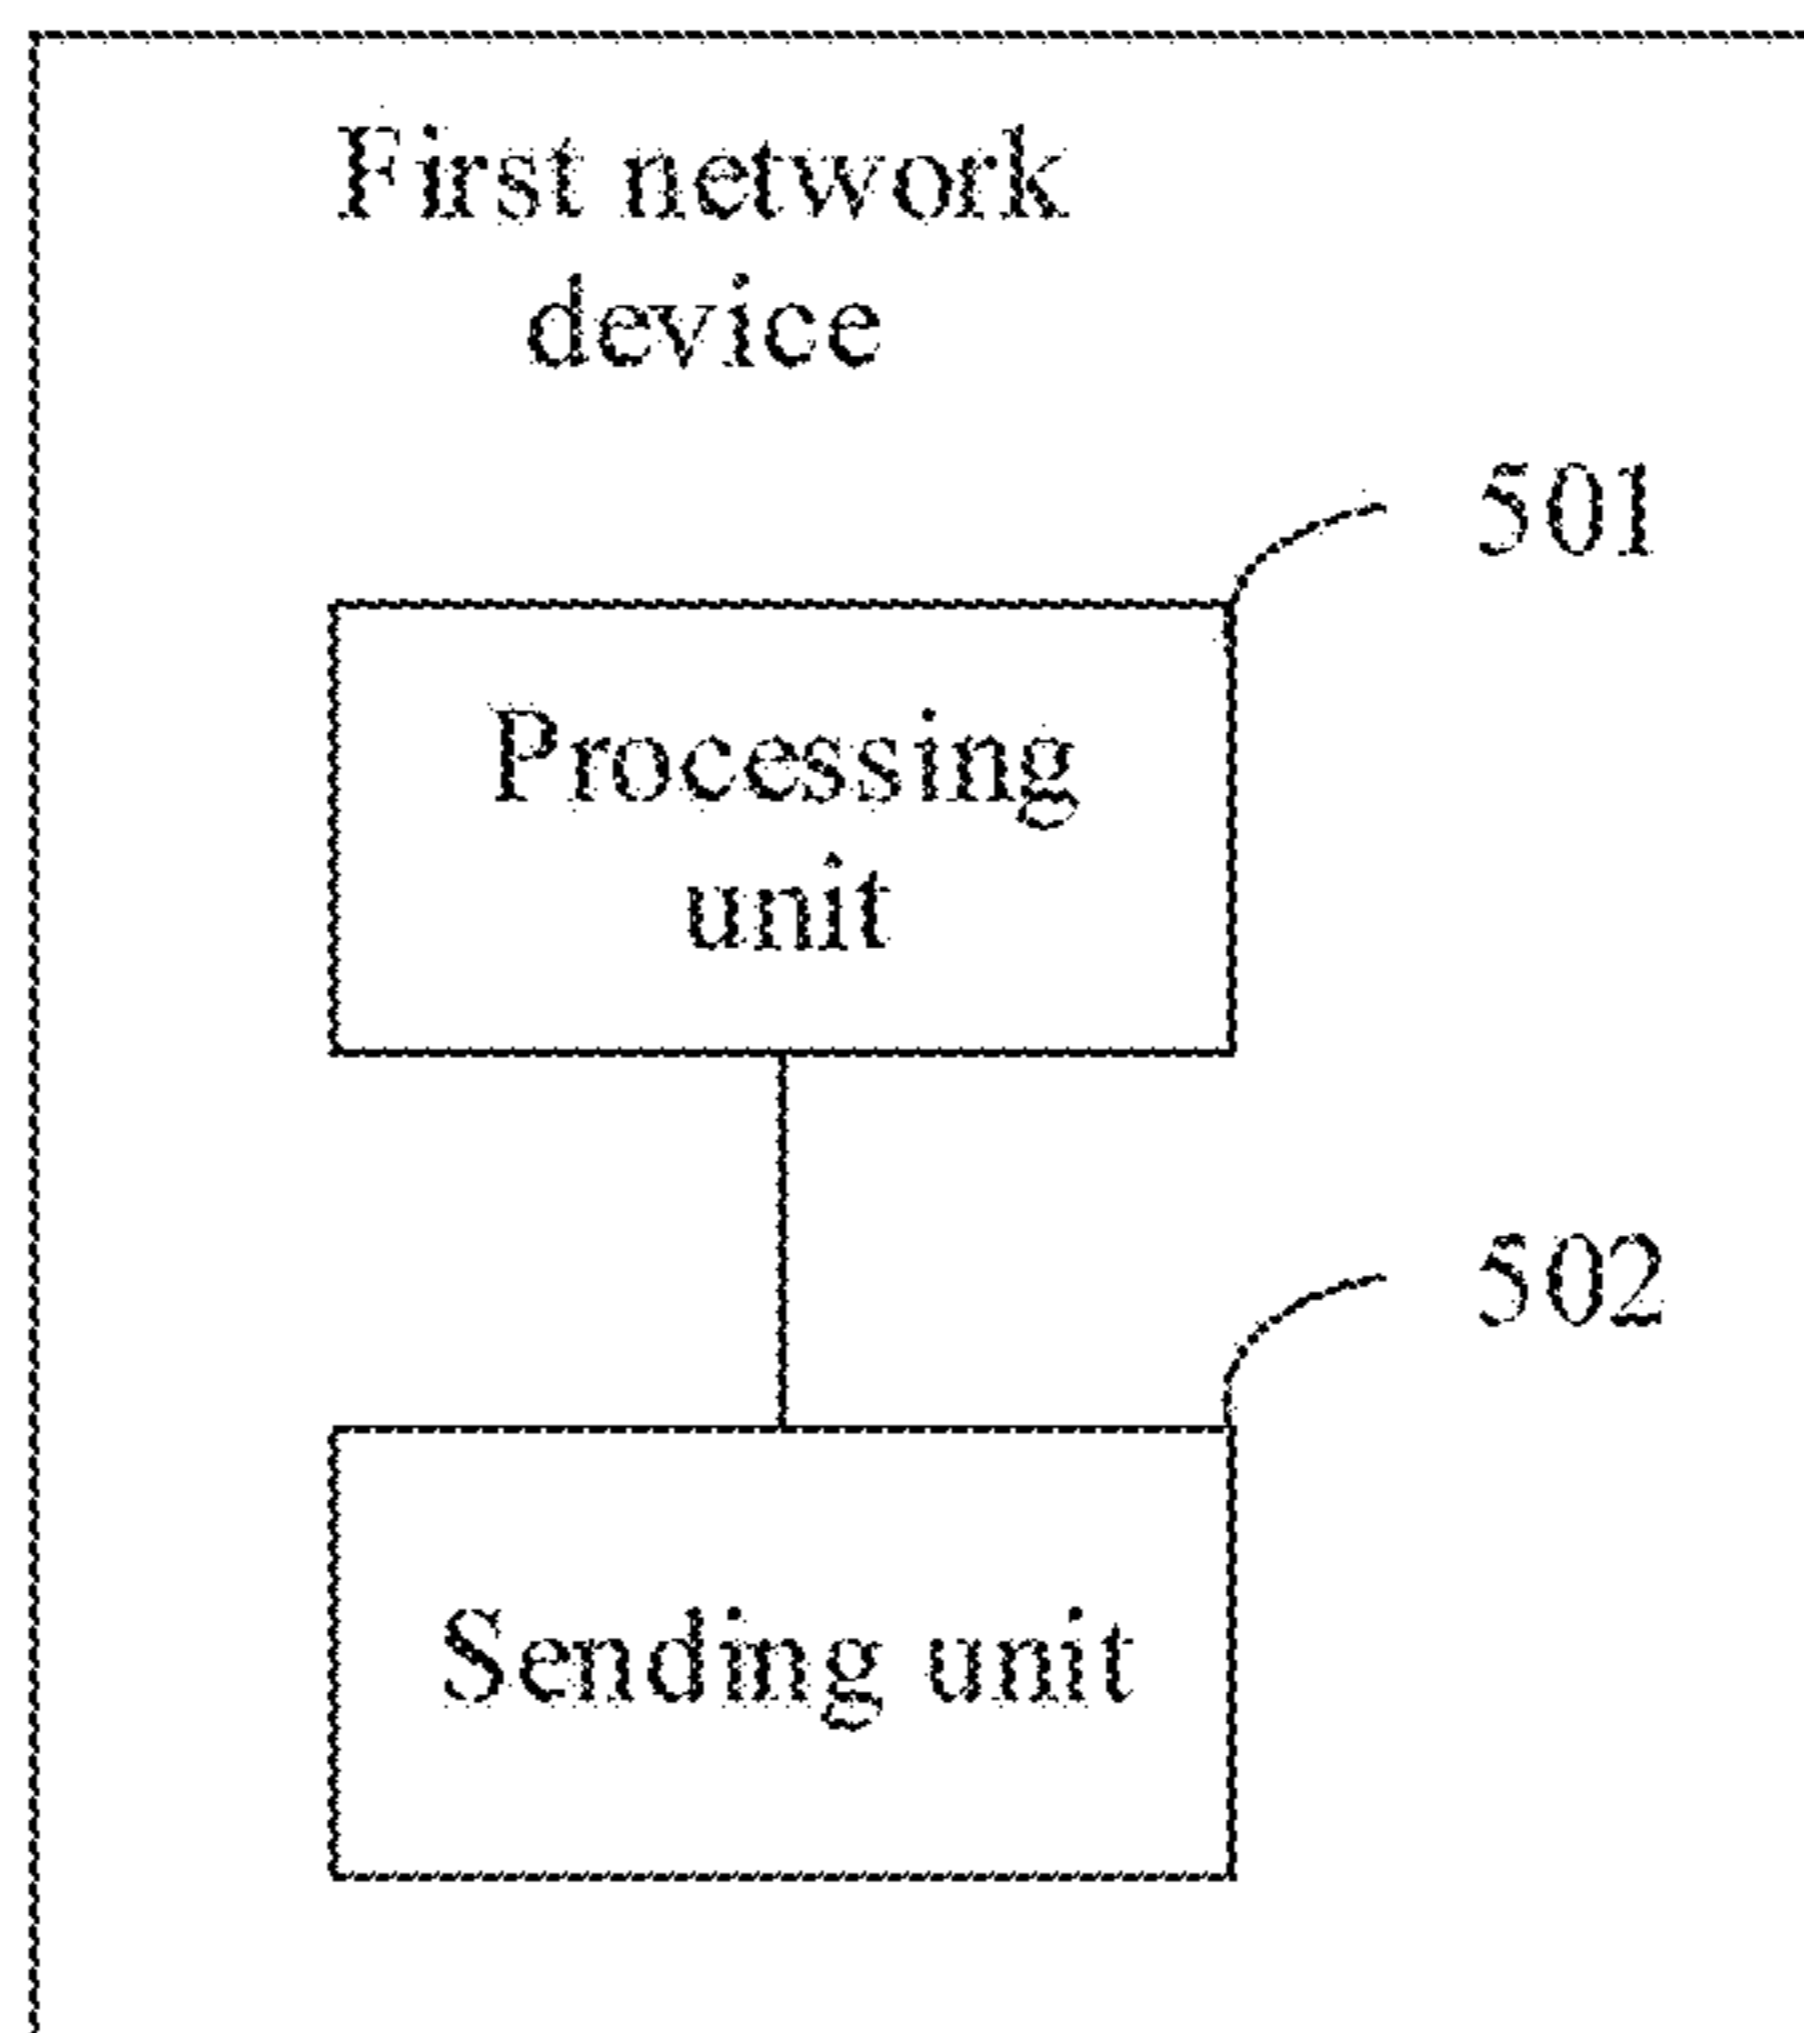 First network
device
501
Processing
unit
502
Sending unit